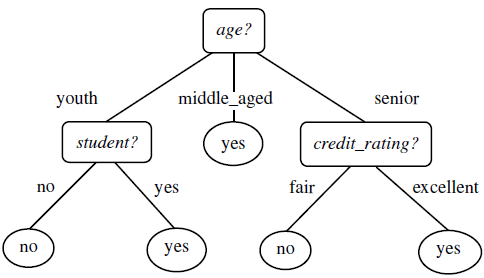 age?
youth
middle_aged
senior
student?
yes
credit_rating?
no
yes
fair
excellent
no
yes
no
yes